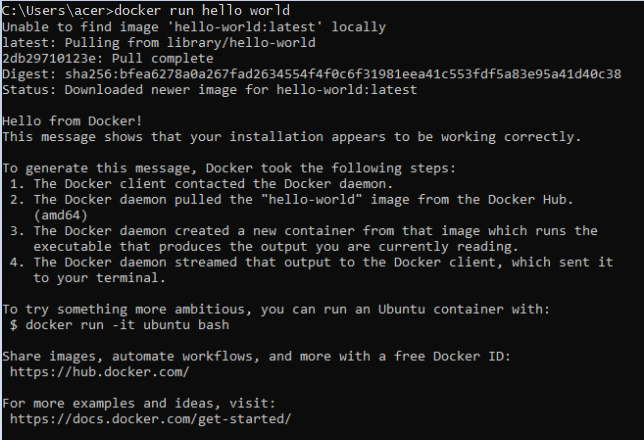 C:\Users\acer>docker run hello world
Unable to find image 'hello-world:latest' locally
latest: Pulling from library/hello-world
2db29710123e: Pull complete
Digest: sha256:bfea6278a0a267fad2634554f4f0c6f31981eea41c553fdf5a83e95a41d40c38
Status: Downloaded newer image for hello-world:latest
Hello from Docker!
This message shows that your installation appears to be working correctly.
To generate this message, Docker took the following steps:
1. The Docker client contacted the Docker daemon.
2. The Docker daemon pulled the "hello-world" image from the Docker Hub.
(amd64)
3. The Docker daemon created a new container from that image which runs the
executable that produces the output you are currently reading.
4. The Docker daemon streamed that output to the Docker client, which sent it
to your terminal.
To try something more ambitious, you can run an Ubuntu container with:
$ docker run -it ubuntu bash
Share images, automate workflows, and more with a free Docker ID:
https://hub.docker.com/
For more examples and ideas, visit:
https://docs.docker.com/get-started/